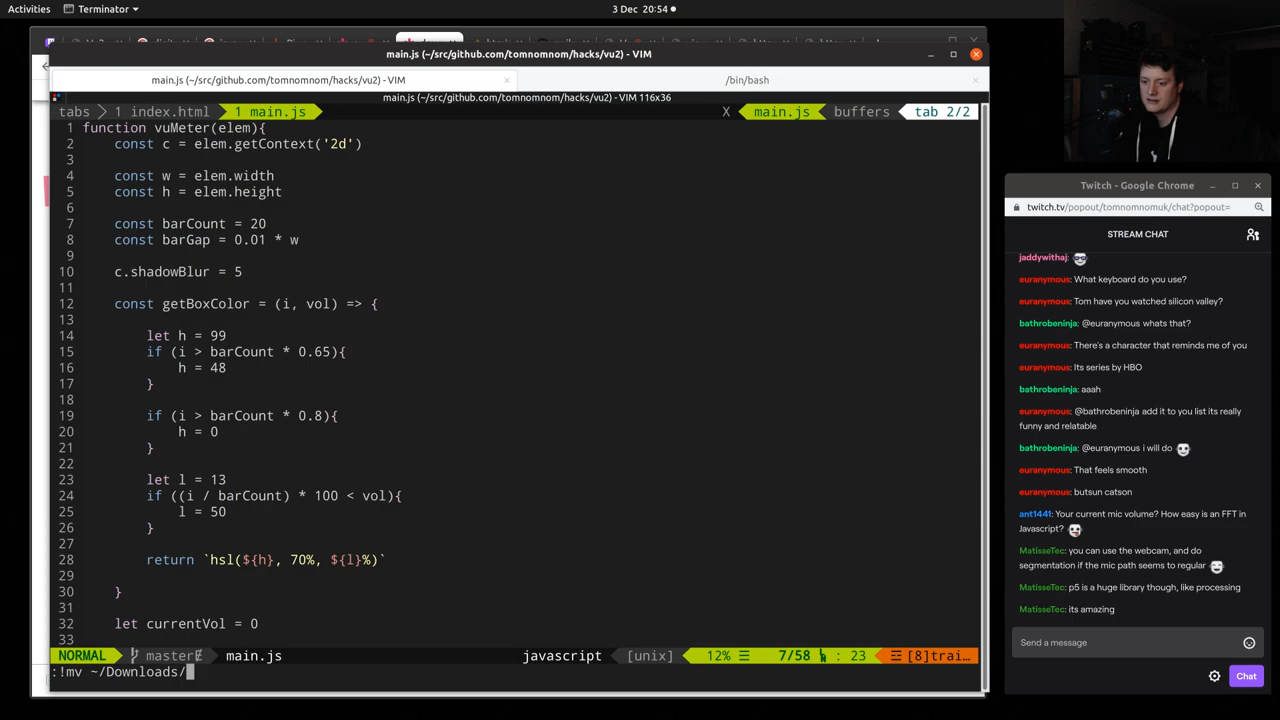 Activities
Terminator
3 Dec 20:54
main.js (~/src/github.com/tomnomnom/hacks/vu2) - VIM
main.js (~/src/github.com/tomnomnom/hacks/vu2) - VIM
/bin/bash
main.js (~/src/github.com/tomnomnom/hacks/vu2) - VIM 116x36
tabs 1 index.html 1 main.js X main.js buffers tab 2/2
1 function vuMeter(elem){
2 const c = elem.getContext('2d')
3
4 const w = elem.width
5 const h = elem.height
6
7 const barCount = 20
8 const barGap = 0.01 * w
9
10 c.shadowBlur = 5
11
12 const getBoxColor = (i, vol) => {
13
14 let h = 99
15 if (i > barCount * 0.65){
16 h = 48
17 }
18
19 if (i > barCount * 0.8){
20 h = 0
21 }
22
23 let l = 13
24 if ((i / barCount) * 100 < vol){
25 l = 50
26 }
27
28 return `hsl(${h}, 70%, ${l}%)`
29
30 }
31
32 let currentVol = 0
33
NORMAL master main.js javascript [unix] 12% 7/58 : 23 [8]trai…
:!mv ~/Downloads/
Twitch - Google Chrome
twitch.tv/popout/tomnomnomuk/chat?popout=
STREAM CHAT
jaddywithaj:
euranymous: What keyboard do you use?
euranymous: Tom have you watched silicon valley?
bathrobeninja: @euranymous whats that?
euranymous: There's a character that reminds me of you
euranymous: Its series by HBO
bathrobeninja: aaah
euranymous: @bathrobeninja add it to you list its really
funny and relatable
bathrobeninja: @euranymous i will do
euranymous: That feels smooth
euranymous: butsun catson
ant1441: Your current mic volume? How easy is an FFT in
Javascript?
MatisseTec: you can use the webcam, and do
segmentation if the mic path seems to regular
MatisseTec: p5 is a huge library though, like processing
MatisseTec: its amazing
Send a message
Chat